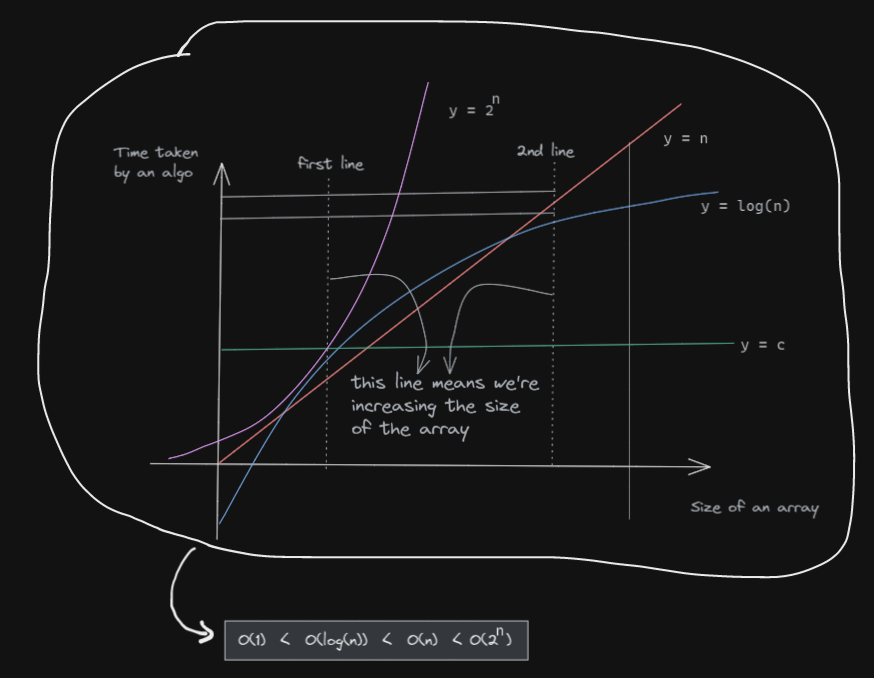 y = 2^n
Time taken
by an algo
first line
2nd line
y = n
y = log(n)
y = c
this line means we're
increasing the size
of the array
Size of an array
O(1) < O(log(n)) < O(n) < O(2^n)